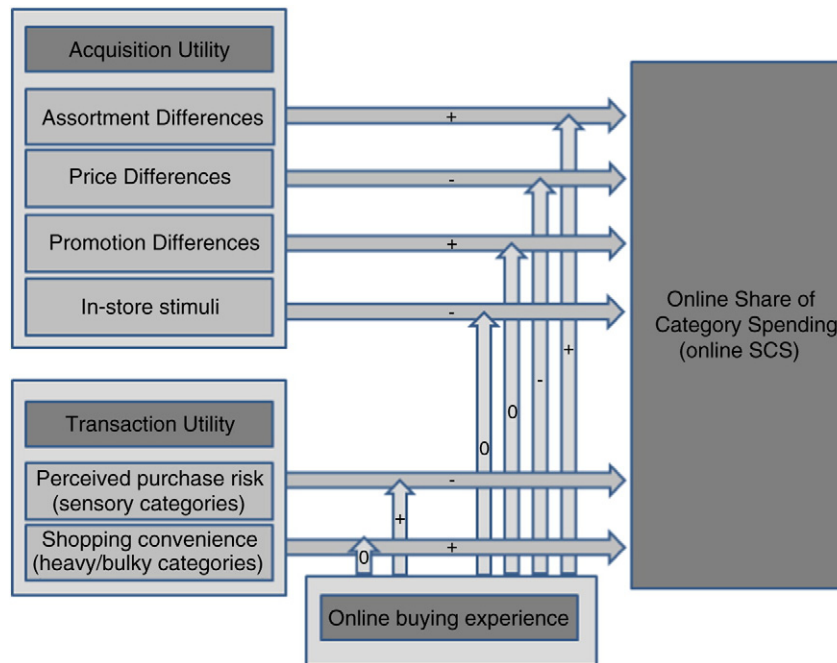 Acquisition Utility
Assortment Differences
+
Price Differences
-
Promotion Differences
+
In-store stimuli
-
Online Share of
Category Spending
(online SCS)
+
-
0
0
Transaction Utility
Perceived purchase risk
(sensory categories)
-
+
Shopping convenience
(heavy/bulky categories)
0
+
Online buying experience